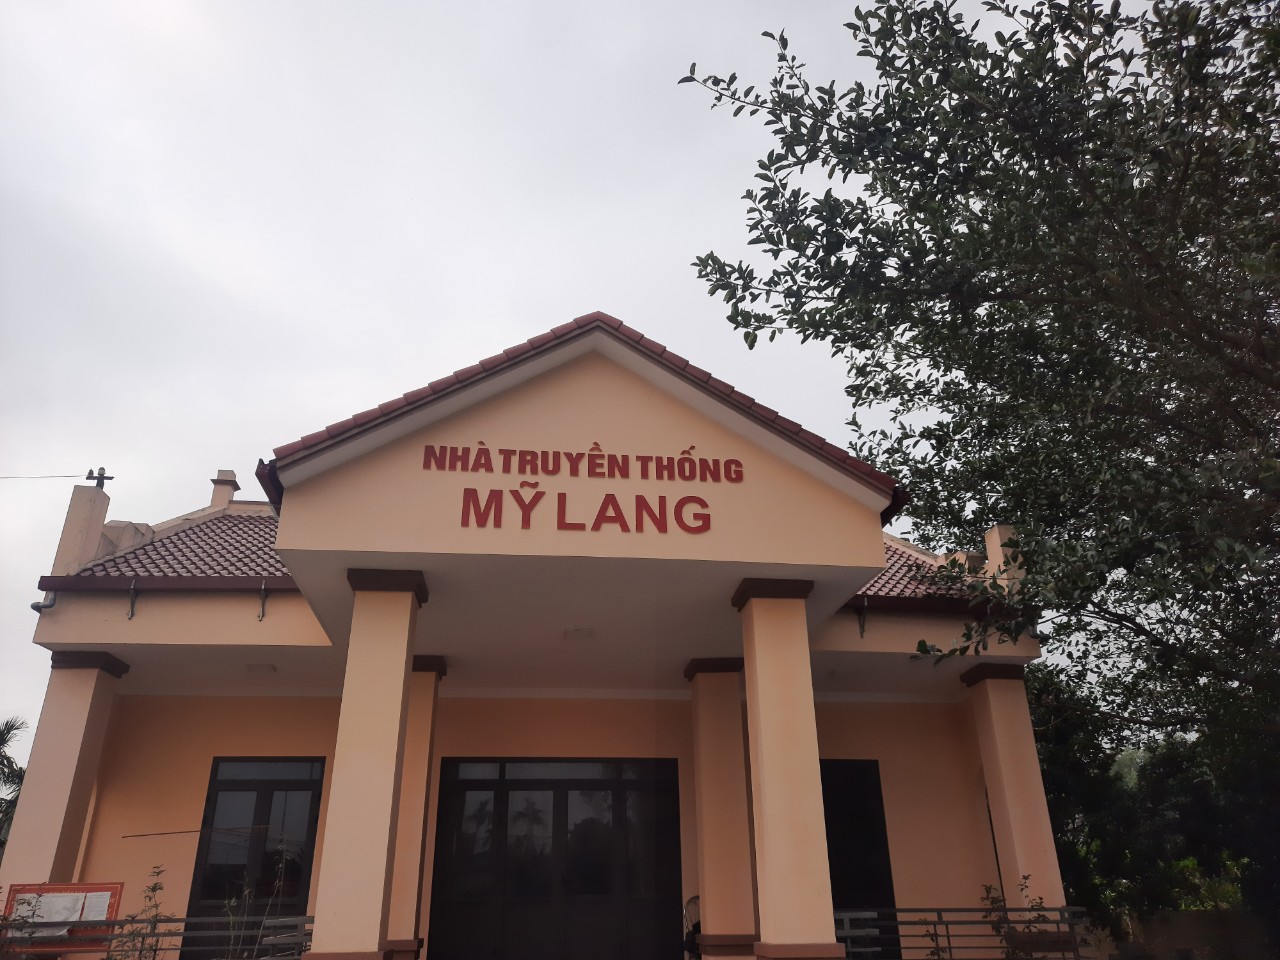 NHÀ TRUYỀN THỐNG
MỸ LANG